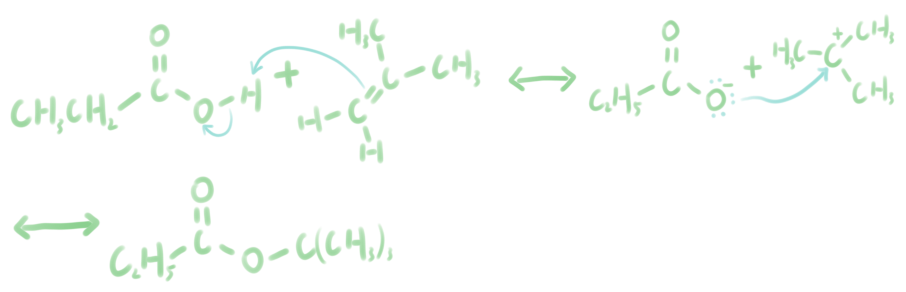 O H₃C O H₃C C⁺ CH₃
CH₃CH₂ C O H + C CH₃ C₂H₅ C O⁻ + CH₃
H C
H
O
C₂H₅ C O C(CH₃)₃